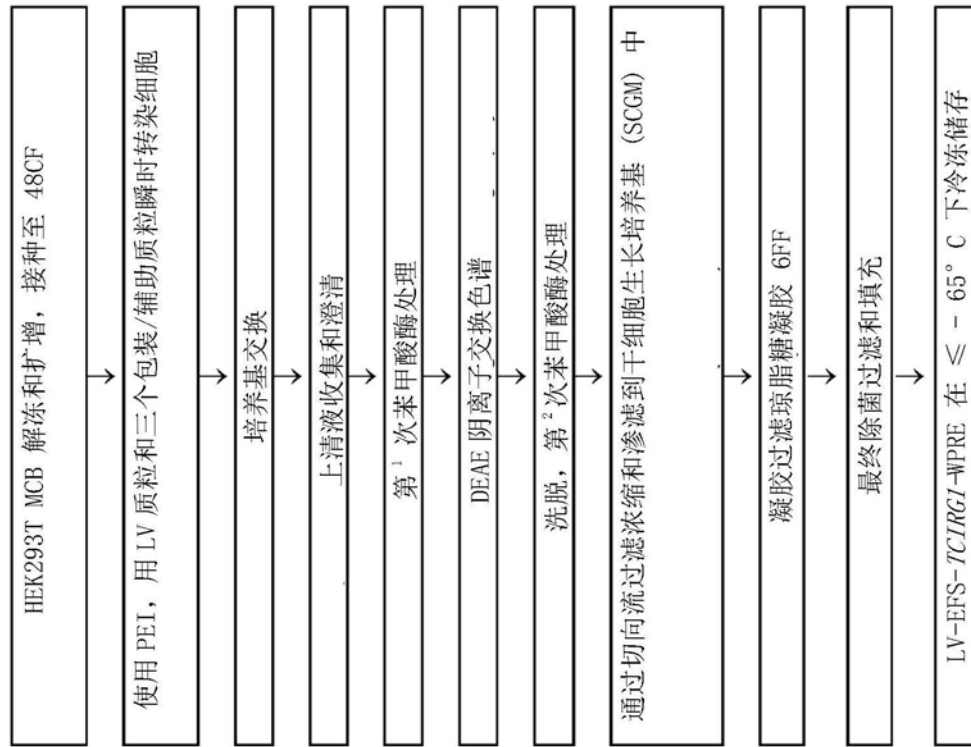 HEK293T MCB 解冻和扩增，接种至 48CF
使用 PEI，用 LV 质粒和三个包装/辅助质粒瞬时转染细胞
培养基交换
上清液收集和澄清
第 1 次苯甲酸酶处理
DEAE 阴离子交换色谱
洗脱，第 2 次苯甲酸酶处理
通过切向流过滤浓缩和渗滤到干细胞生长培养基 (SCGM) 中
凝胶过滤琼脂糖凝胶 6FF
最终除菌过滤和填充
LV-EFS-TCIRG1-WPRE 在 ≤ - 65° C 下冷冻储存